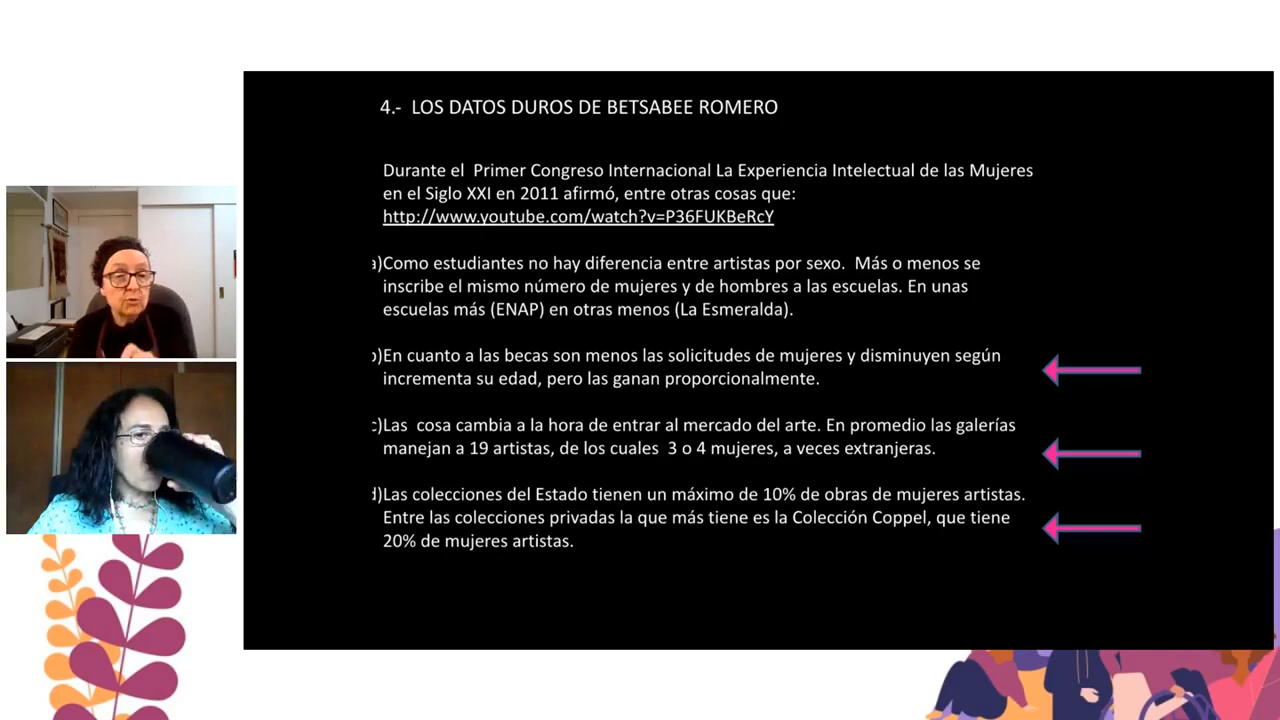 4.- LOS DATOS DUROS DE BETSABEE ROMERO
Durante el Primer Congreso Internacional La Experiencia Intelectual de las Mujeres
en el Siglo XXI en 2011 afirmó, entre otras cosas que:
http://www.youtube.com/watch?v=P36FUKBeRcY
a)Como estudiantes no hay diferencia entre artistas por sexo. Más o menos se
inscribe el mismo número de mujeres y de hombres a las escuelas. En unas
escuelas más (ENAP) en otras menos (La Esmeralda).
b)En cuanto a las becas son menos las solicitudes de mujeres y disminuyen según
incrementa su edad, pero las ganan proporcionalmente.
c)Las cosa cambia a la hora de entrar al mercado del arte. En promedio las galerías
manejan a 19 artistas, de los cuales 3 o 4 mujeres, a veces extranjeras.
d)Las colecciones del Estado tienen un máximo de 10% de obras de mujeres artistas.
Entre las colecciones privadas la que más tiene es la Colección Coppel, que tiene
20% de mujeres artistas.